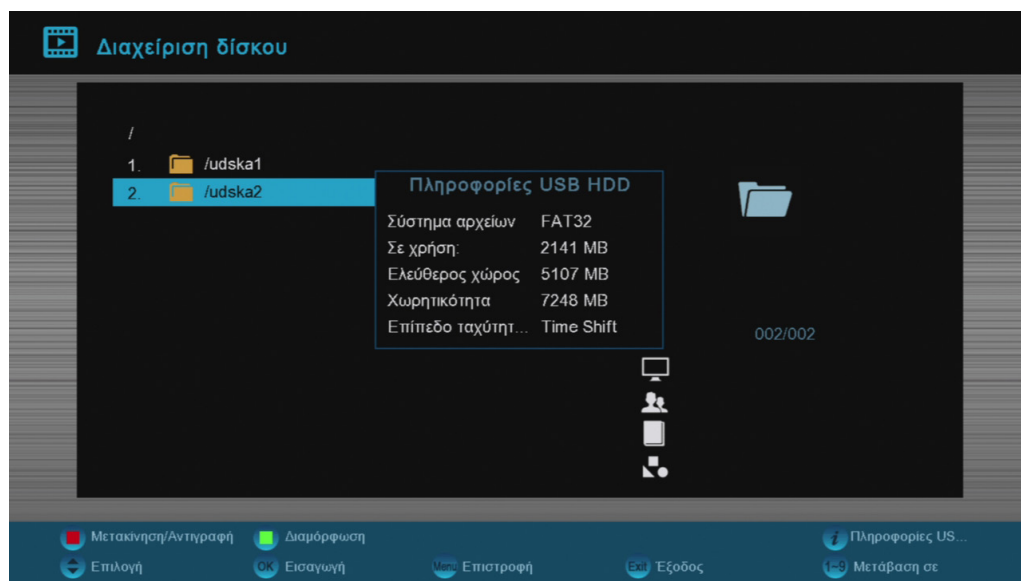 Διαχείριση δίσκου
/
1. /udska1
2. /udska2
Πληροφορίες USB HDD
Σύστημα αρχείων FAT32
Σε χρήση: 2141 MB
Ελεύθερος χώρος 5107 MB
Χωρητικότητα 7248 MB
Επίπεδο ταχύτητ... Time Shift
002/002
Μετακίνηση/Αντιγραφή Διαμόρφωση i Πληροφορίες US...
Επιλογή OK Εισαγωγή Menu Επιστροφή Exit Έξοδος 1~9 Μετάβαση σε